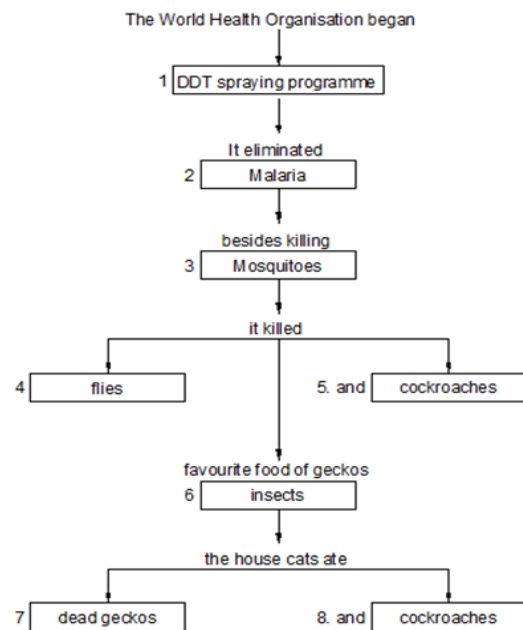 The World Health Organisation began
1 DDT spraying programme
It eliminated
2 Malaria
besides killing
3 Mosquitoes
it killed
4 flies 5. and cockroaches
favourite food of geckos
6 insects
the house cats ate
7 dead geckos 8. and cockroaches